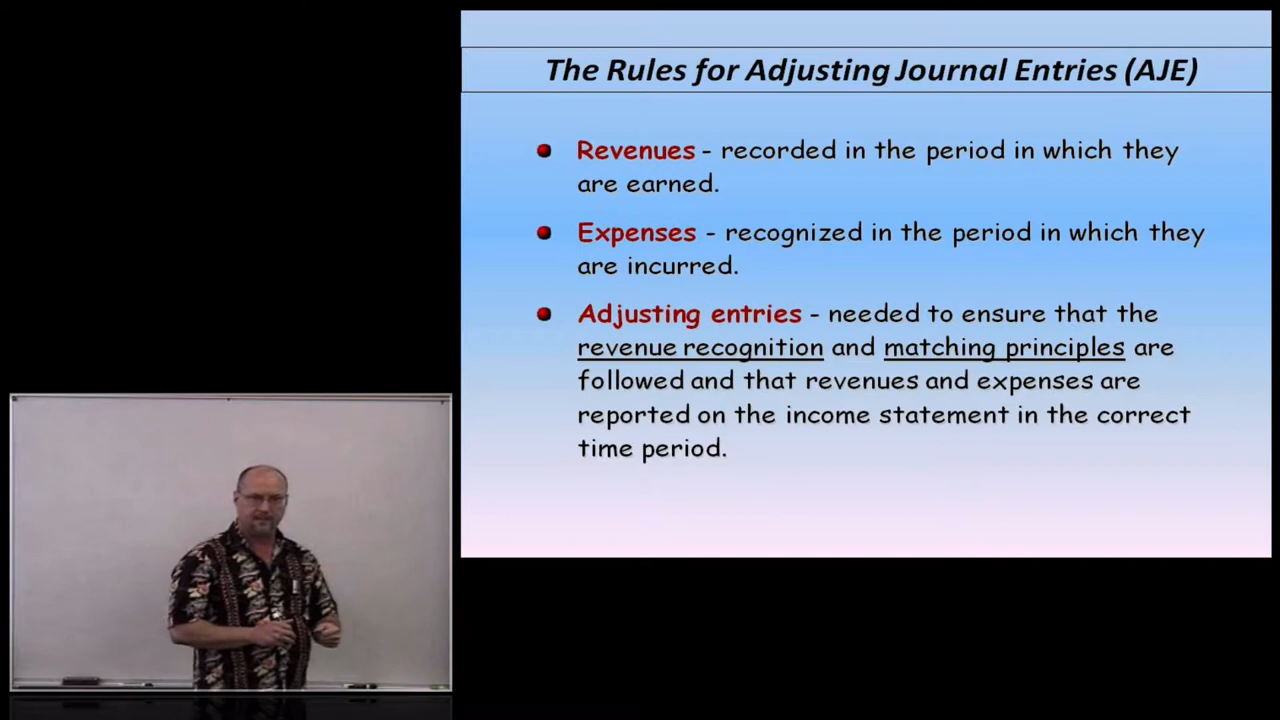 The Rules for Adjusting Journal Entries (AJE)
Revenues - recorded in the period in which they
are earned.
Expenses - recognized in the period in which they
are incurred.
Adjusting entries - needed to ensure that the
revenue recognition and matching principles are
followed and that revenues and expenses are
reported on the income statement in the correct
time period.